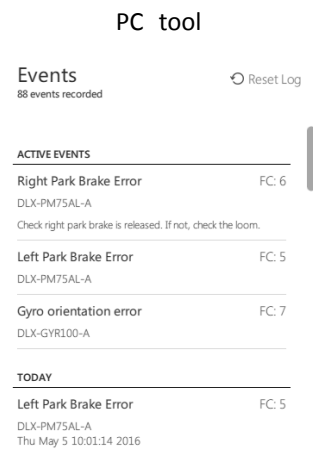 PC tool
Events
Reset Log
88 events recorded
ACTIVE EVENTS
Right Park Brake Error FC: 6
DLX-PM75AL-A
Check right park brake is released. If not, check the loom.
Left Park Brake Error FC: 5
DLX-PM75AL-A
Gyro orientation error FC: 7
DLX-GYR100-A
TODAY
Left Park Brake Error FC: 5
DLX-PM75AL-A
Thu May 5 10:01:14 2016